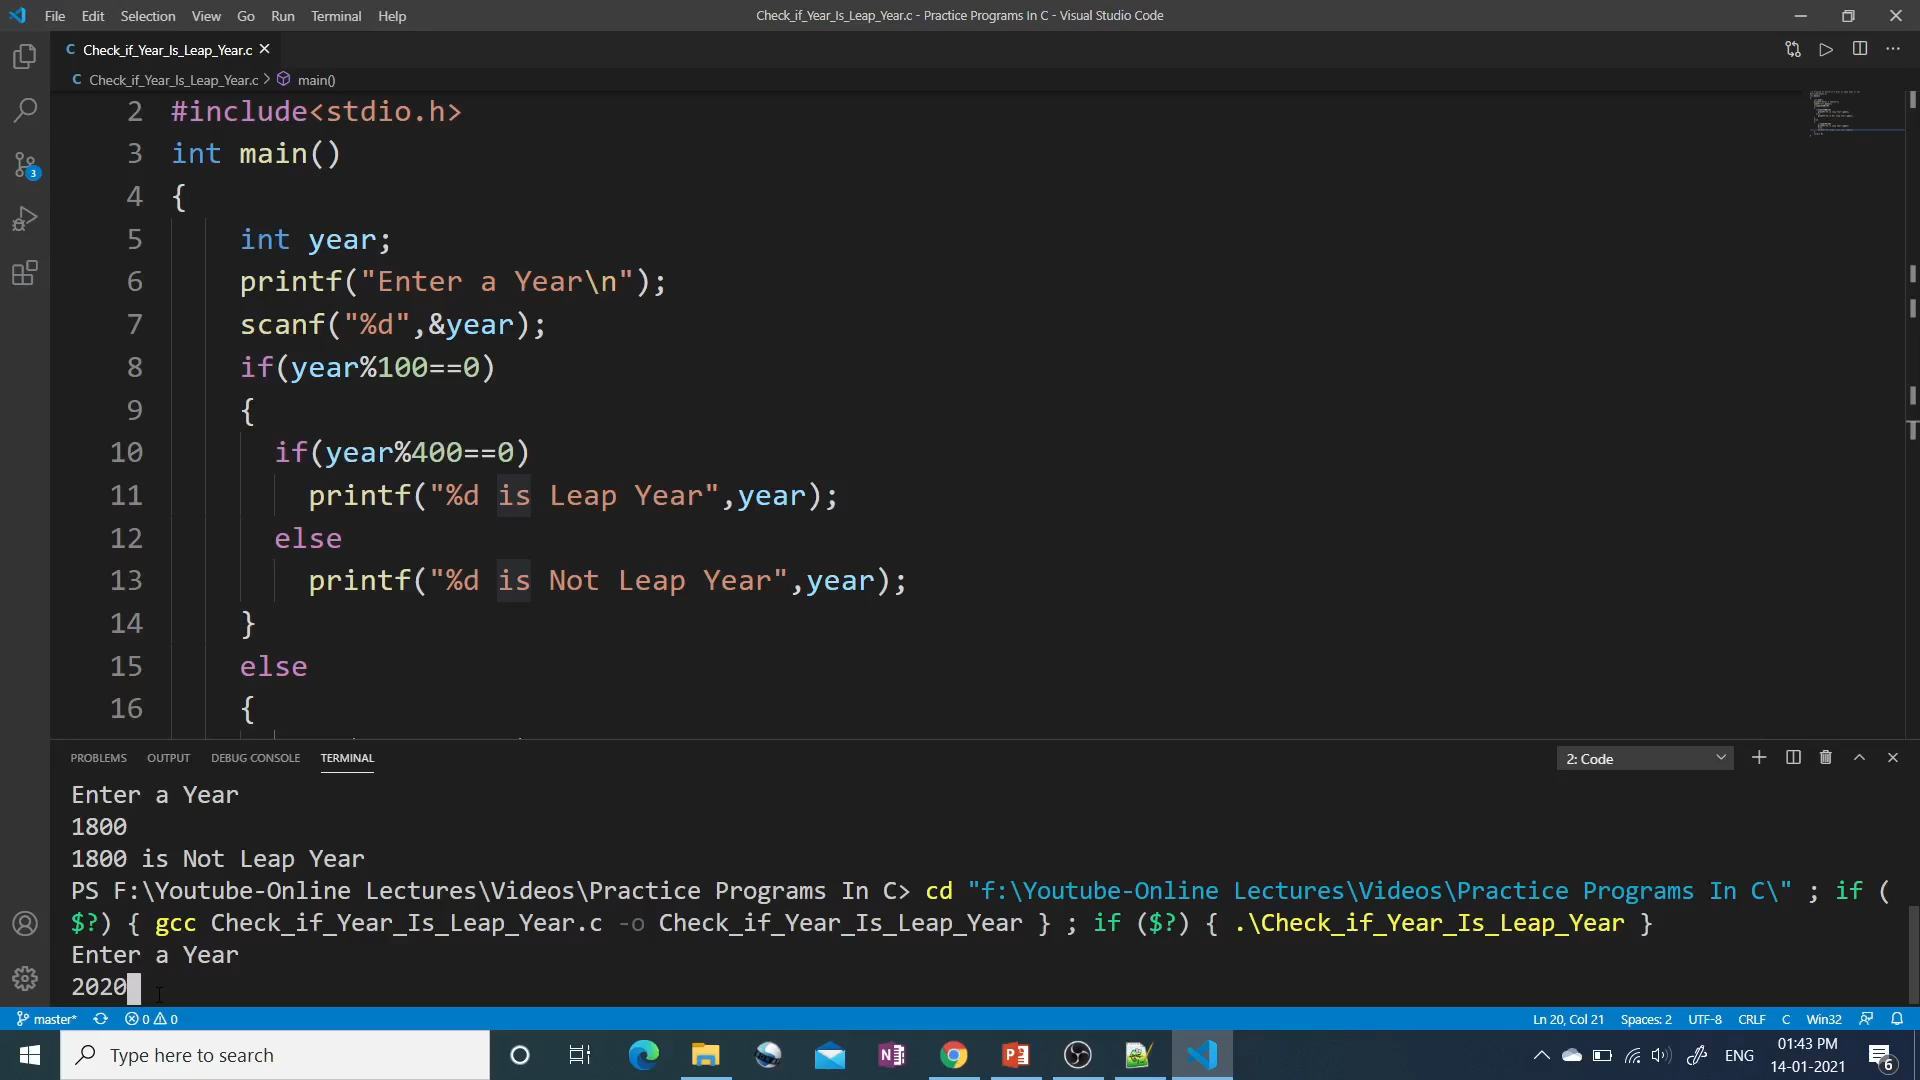 File Edit Selection View Go Run Terminal Help
Check_if_Year_Is_Leap_Year.c - Practice Programs In C - Visual Studio Code
C Check_if_Year_Is_Leap_Year.c
C Check_if_Year_Is_Leap_Year.c > main()
2 #include<stdio.h>
3 int main()
4 {
5 int year;
6 printf("Enter a Year\n");
7 scanf("%d",&year);
8 if(year%100==0)
9 {
10 if(year%400==0)
11 printf("%d is Leap Year",year);
12 else
13 printf("%d is Not Leap Year",year);
14 }
15 else
16 {
3
PROBLEMS OUTPUT DEBUG CONSOLE TERMINAL
2: Code
Enter a Year
1800
1800 is Not Leap Year
PS F:\Youtube-Online Lectures\Videos\Practice Programs In C> cd "f:\Youtube-Online Lectures\Videos\Practice Programs In C\" ; if (
$?) { gcc Check_if_Year_Is_Leap_Year.c -o Check_if_Year_Is_Leap_Year } ; if ($?) { .\Check_if_Year_Is_Leap_Year }
Enter a Year
2020
master* 0 0
Ln 20, Col 21 Spaces: 2 UTF-8 CRLF C Win32
Type here to search
ENG
01:43 PM
14-01-2021
6